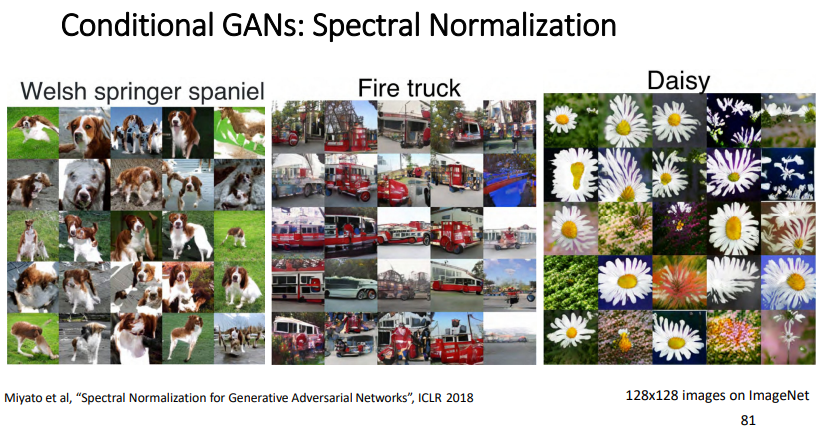 Conditional GANs: Spectral Normalization
Welsh springer spaniel
Fire truck
Daisy
Miyato et al, “Spectral Normalization for Generative Adversarial Networks”, ICLR 2018
128x128 images on ImageNet
81